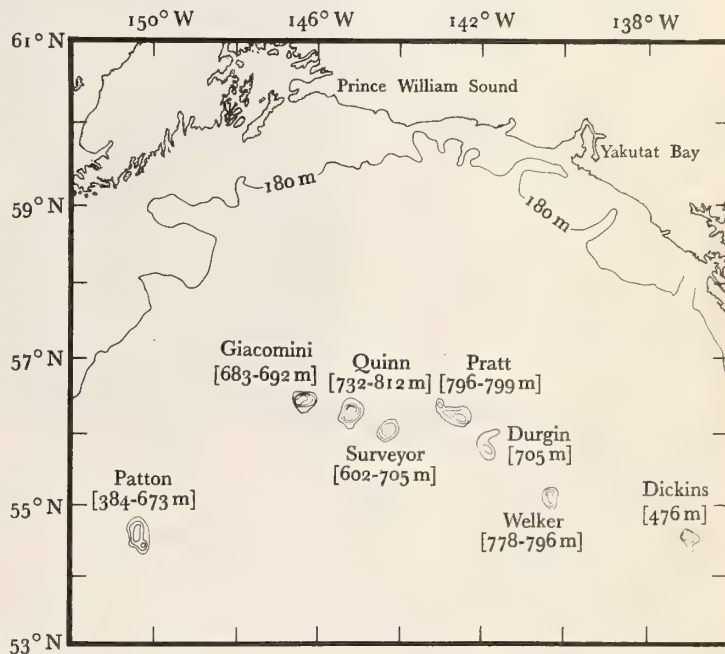 150° W 146° W 142° W 138° W
61° N
Prince William Sound
Yakutat Bay
59° N
180 m
180 m
57° N
Giacomini
[683-692 m]
Quinn
[732-812 m]
Pratt
[796-799 m]
Surveyor
[602-705 m]
Durgin
[705 m]
Patton
[384-673 m]
55° N
Welker
[778-796 m]
Dickins
[476 m]
53° N